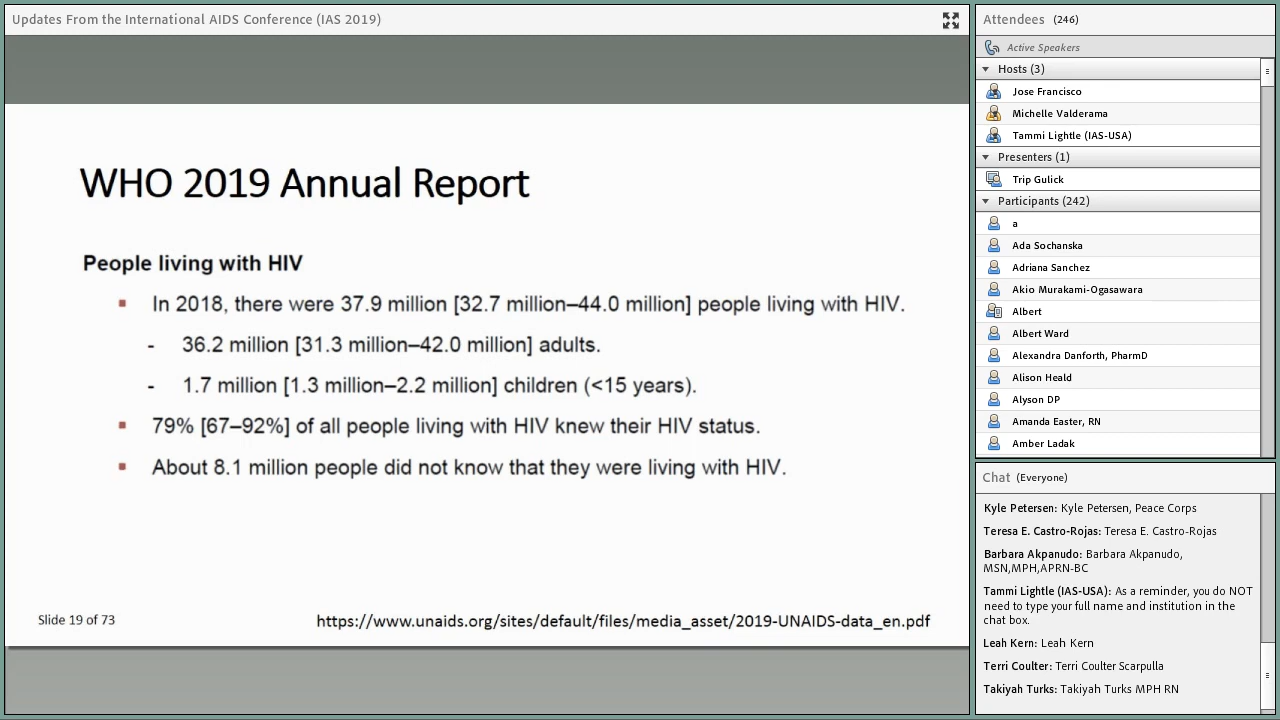 Updates From the International AIDS Conference (IAS 2019)
WHO 2019 Annual Report
People living with HIV
▪ In 2018, there were 37.9 million [32.7 million–44.0 million] people living with HIV.
- 36.2 million [31.3 million–42.0 million] adults.
- 1.7 million [1.3 million–2.2 million] children (<15 years).
▪ 79% [67–92%] of all people living with HIV knew their HIV status.
▪ About 8.1 million people did not know that they were living with HIV.
Slide 19 of 73
https://www.unaids.org/sites/default/files/media_asset/2019-UNAIDS-data_en.pdf
Attendees (246)
Active Speakers
Hosts (3)
Jose Francisco
Michelle Valderama
Tammi Lightle (IAS-USA)
Presenters (1)
Trip Gulick
Participants (242)
a
Ada Sochanska
Adriana Sanchez
Akio Murakami-Ogasawara
Albert
Albert Ward
Alexandra Danforth, PharmD
Alison Heald
Alyson DP
Amanda Easter, RN
Amber Ladak
Chat (Everyone)
Kyle Petersen: Kyle Petersen, Peace Corps
Teresa E. Castro-Rojas: Teresa E. Castro-Rojas
Barbara Akpanudo: Barbara Akpanudo,
MSN,MPH,APRN-BC
Tammi Lightle (IAS-USA): As a reminder, you do NOT
need to type your full name and institution in the
chat box.
Leah Kern: Leah Kern
Terri Coulter: Terri Coulter Scarpulla
Takiyah Turks: Takiyah Turks MPH RN